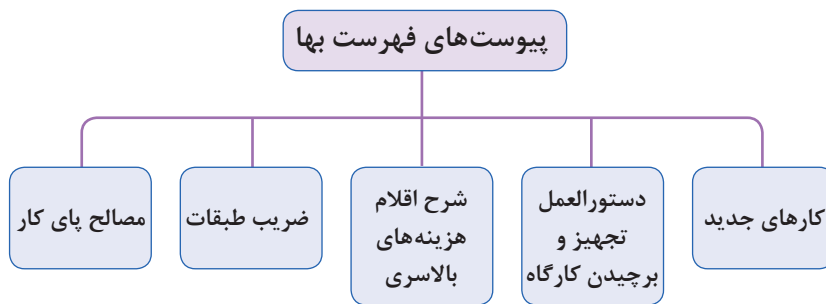 پیوست‌های فهرست بها
کارهای جدید
دستورالعمل
تجهیز و
برچیدن کارگاه
شرح اقلام
هزینه‌های
بالاسری
ضریب طبقات
مصالح پای کار